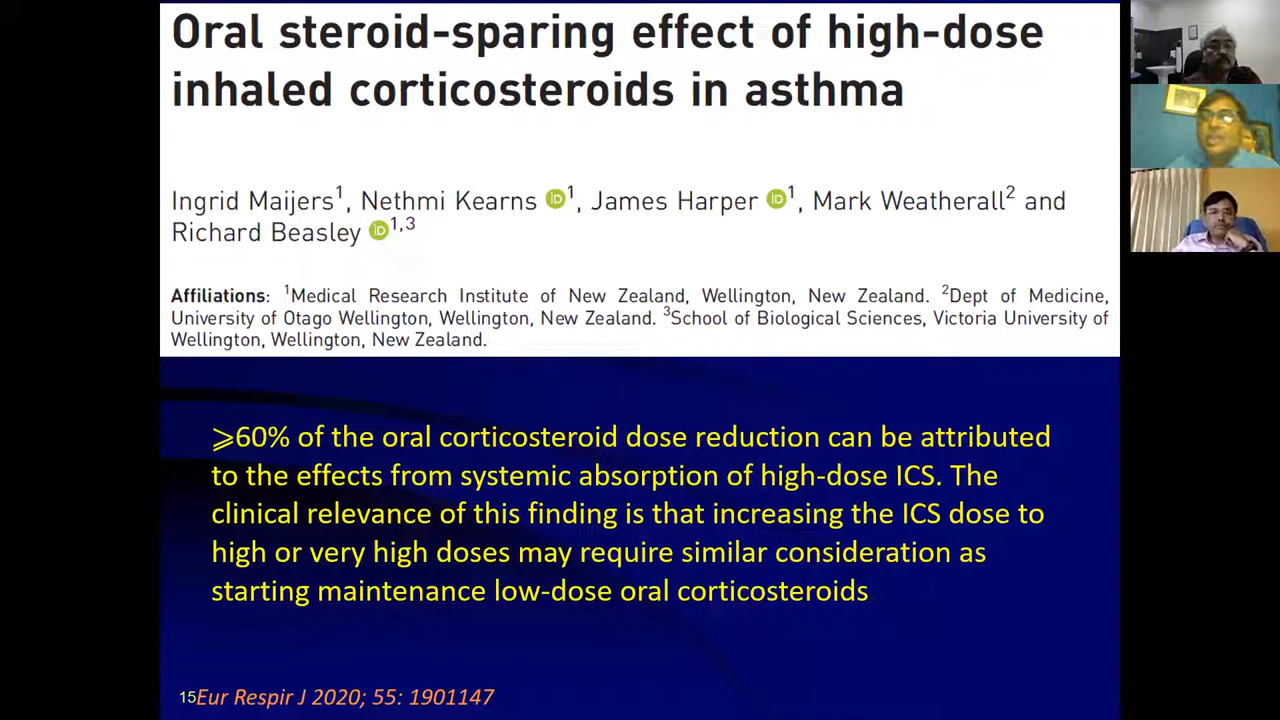 Oral steroid-sparing effect of high-dose
inhaled corticosteroids in asthma
Ingrid Maijers1, Nethmi Kearns iD 1, James Harper iD 1, Mark Weatherall2 and
Richard Beasley iD 1,3
Affiliations: 1Medical Research Institute of New Zealand, Wellington, New Zealand. 2Dept of Medicine,
University of Otago Wellington, Wellington, New Zealand. 3School of Biological Sciences, Victoria University of
Wellington, Wellington, New Zealand.
⩾60% of the oral corticosteroid dose reduction can be attributed
to the effects from systemic absorption of high-dose ICS. The
clinical relevance of this finding is that increasing the ICS dose to
high or very high doses may require similar consideration as
starting maintenance low-dose oral corticosteroids
15Eur Respir J 2020; 55: 1901147